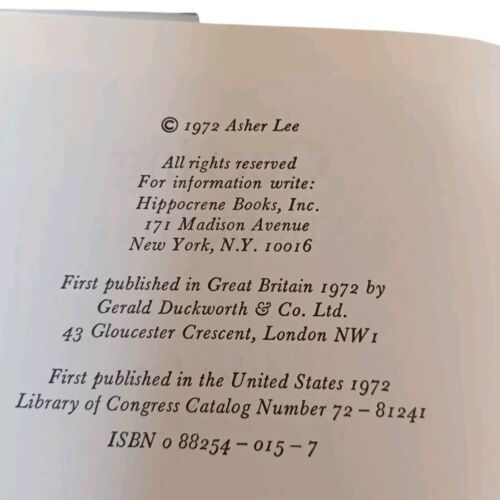 © 1972 Asher Lee
All rights reserved
For information write:
Hippocrene Books, Inc.
171 Madison Avenue
New York, N.Y. 10016
First published in Great Britain 1972 by
Gerald Duckworth & Co. Ltd.
43 Gloucester Crescent, London NW1
First published in the United States 1972
Library of Congress Catalog Number 72 – 81241
ISBN 0 88254 – 015 – 7